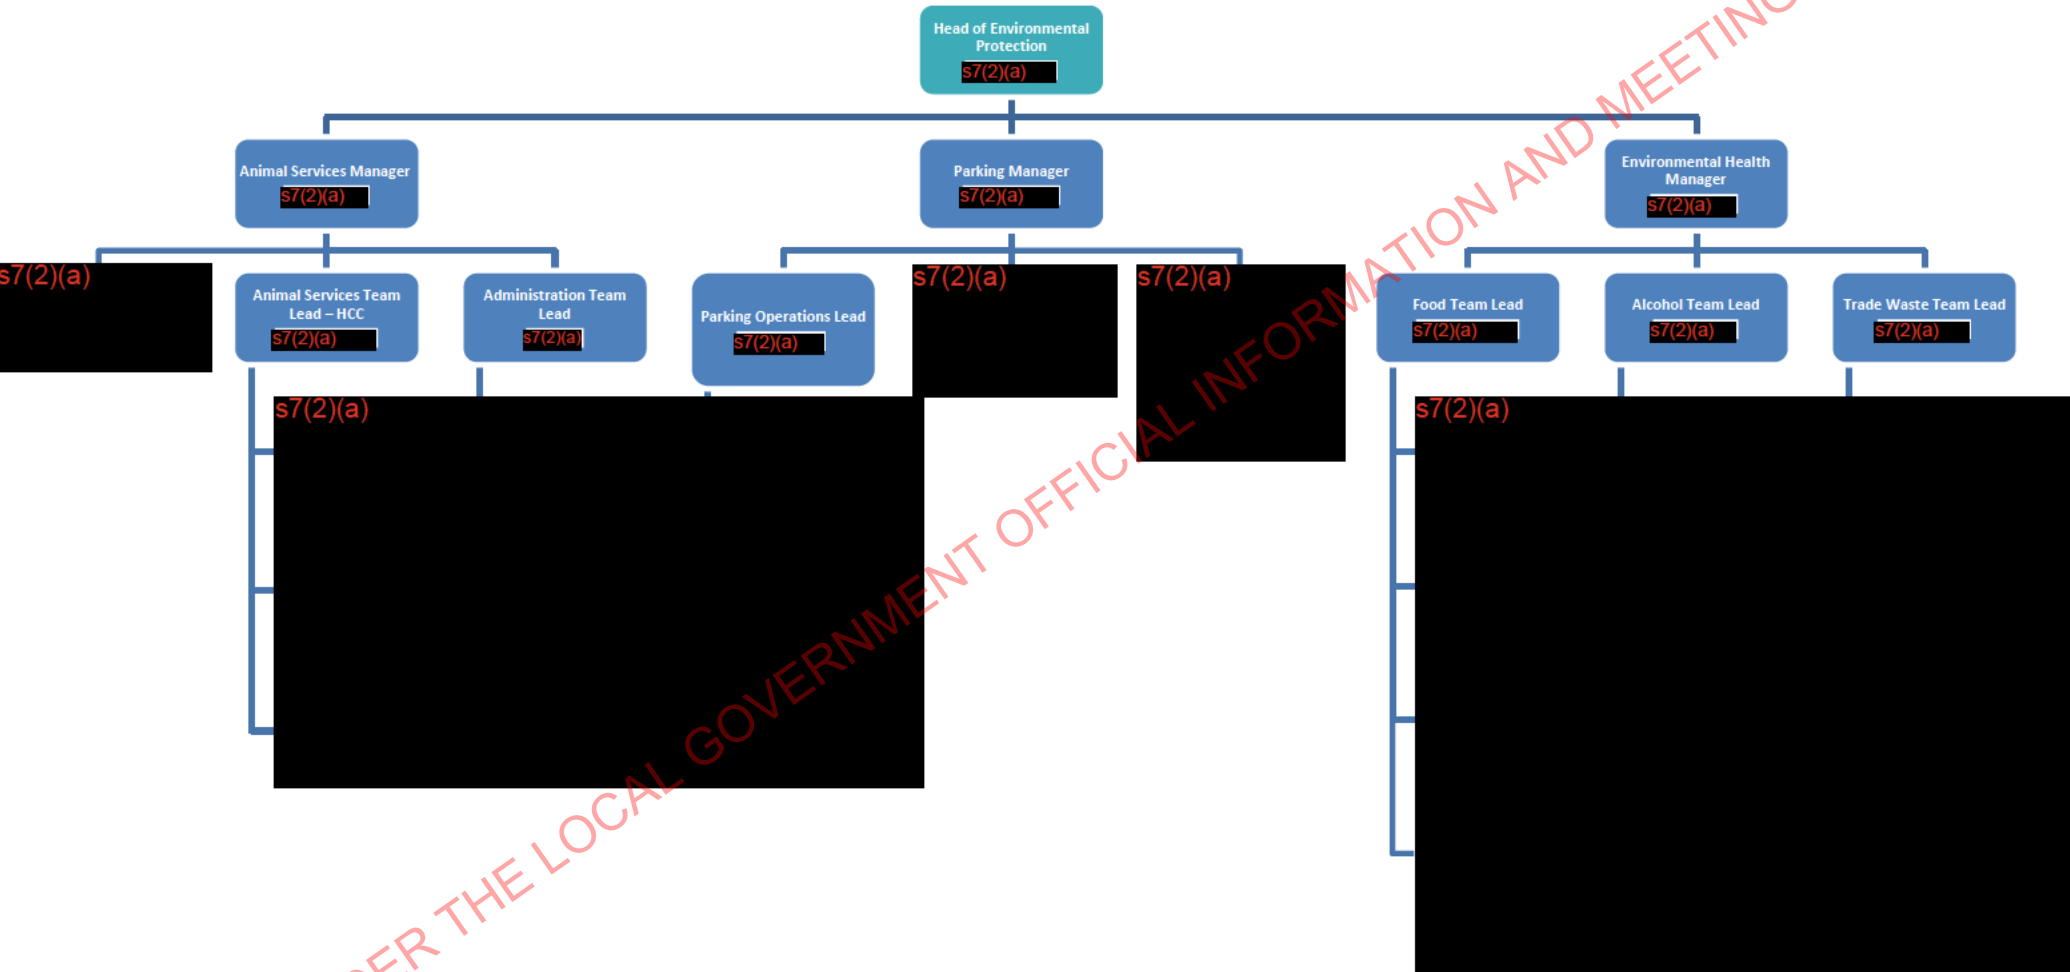 Head of Environmental
Protection
s7(2)(a)
Animal Services Manager
s7(2)(a)
Parking Manager
s7(2)(a)
Environmental Health
Manager
s7(2)(a)
s7(2)(a)
Animal Services Team
Lead – HCC
s7(2)(a)
Administration Team
Lead
s7(2)(a)
Parking Operations Lead
s7(2)(a)
s7(2)(a)
s7(2)(a)
Food Team Lead
s7(2)(a)
Alcohol Team Lead
s7(2)(a)
Trade Waste Team Lead
s7(2)(a)
s7(2)(a)
s7(2)(a)
THE LOCAL GOVERNMENT OFFICIAL INFORMATION AND MEETING